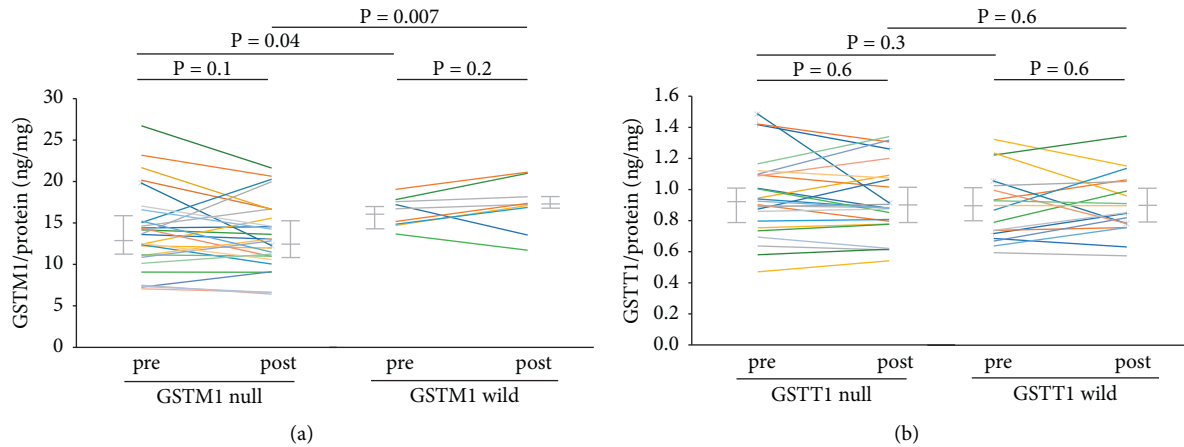 P = 0.007
P = 0.04
P = 0.1
P = 0.2
GSTM1/protein (ng/mg)
30
25
20
15
10
5
0
pre
post
pre
post
GSTM1 null
GSTM1 wild
(a)
P = 0.6
P = 0.3
P = 0.6
P = 0.6
GSTT1/protein (ng/mg)
1.6
1.4
1.2
1.0
0.8
0.6
0.4
0.2
0.0
pre
post
pre
post
GSTT1 null
GSTT1 wild
(b)